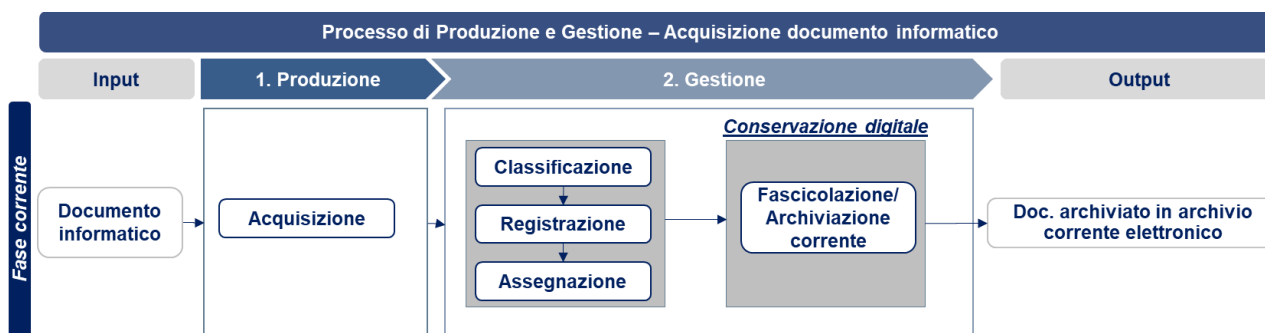 Processo di Produzione e Gestione – Acquisizione documento informatico
Input
1. Produzione
2. Gestione
Output
Fase corrente
Documento
informatico
Acquisizione
Classificazione
Registrazione
Assegnazione
Conservazione digitale
Fascicolazione/
Archiviazione
corrente
Doc. archiviato in archivio
corrente elettronico